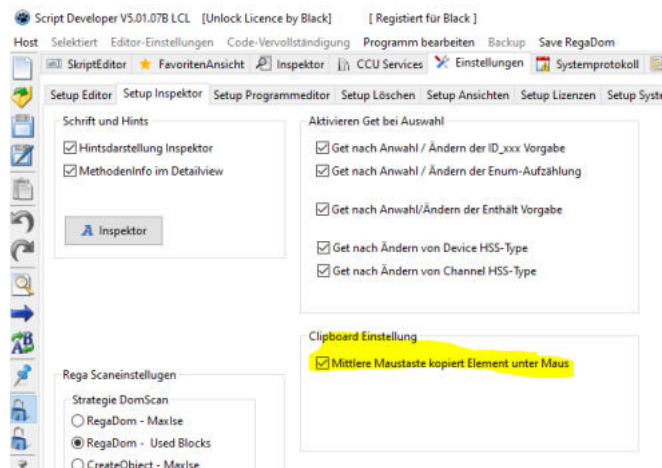 Script Developer V5.01.07B LCL [Unlock Licence by Black] [ Registiert für Black ]
Host Selektiert Editor-Einstellungen Code-Vervollständigung Programm bearbeiten Backup Save RegaDom
SkriptEditor FavoritenAnsicht Inspektor CCU Services Einstellungen Systemprotokoll
Setup Editor Setup Inspektor Setup Programmeditor Setup Löschen Setup Ansichten Setup Lizenzen Setup Syste
Schrift und Hints
Hintsdarstellung Inspektor
MethodenInfo im Detailview
A Inspektor
Aktivieren Get bei Auswahl
Get nach Anwahl / Ändern der ID_xxx Vorgabe
Get nach Anwahl / Ändern der Enum-Aufzählung
Get nach Anwahl/Ändern der Enthält Vorgabe
Get nach Ändern von Device HSS-Type
Get nach Ändern von Channel HSS-Type
Clipboard Einstellung
Mittlere Maustaste kopiert Element unter Maus
Rega Scaneinstellugen
Strategie DomScan
RegaDom - MaxIse
RegaDom - Used Blocks
CreateObject - MaxIse